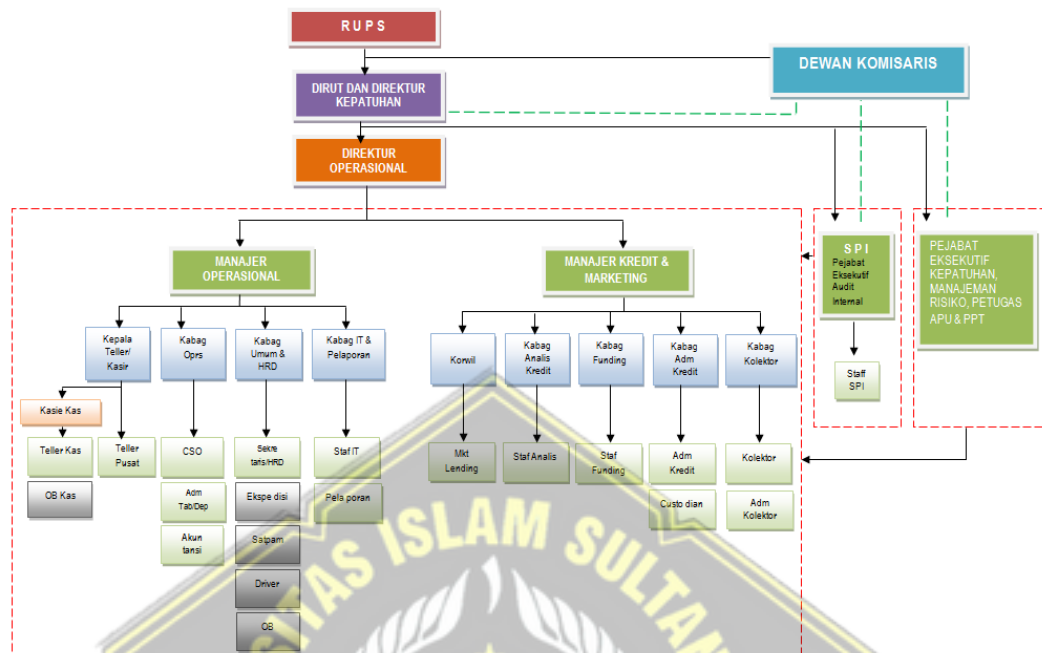 R U P S
DEWAN KOMISARIS
DIRUT DAN DIREKTUR
KEPATUHAN
DIREKTUR
OPERASIONAL
MANAJER
OPERASIONAL
MANAJER KREDIT &
MARKETING
S P I
Pejabat
Eksekutif
Audit
Internal
PEJABAT
EKSEKUTIF
KEPATUHAN,
MANAJEMAN
RISIKO, PETUGAS
APU & PPT
Kepala
Teller/
Kasir
Kabag
Oprs
Kabag
Umum &
HRD
Kabag IT &
Pelaporan
Korwil
Kabag
Analis
Kredit
Kabag
Funding
Kabag
Adm
Kredit
Kabag
Kolektor
Staff
SPI
Kasie Kas
Teller Kas
Teller
Pusat
CSO
Sekre
taris/HRD
Staf IT
Mkt
Lending
Staf Analis
Staf
Funding
Adm
Kredit
Kolektor
OB Kas
Adm
Tab/Dep
Ekspe disi
Pela poran
Custo dian
Adm
Kolektor
Akun
tansi
Satpam
Driver
OB
SITAS ISLAM SULTAN